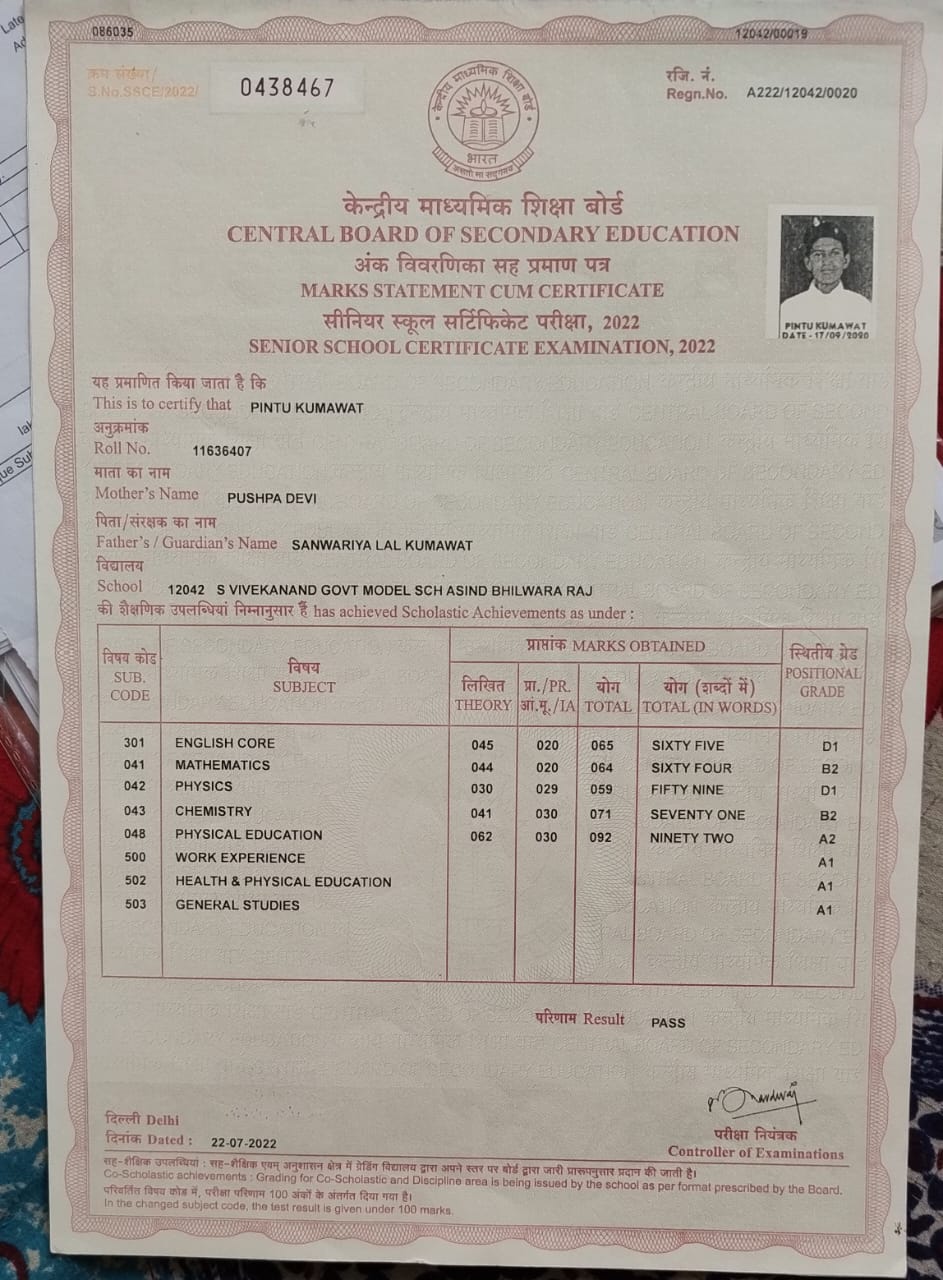 086035
12042/00019
क्रम संख्या/
S.No.SSCE/2022/
0438467
रजि. नं.
Regn.No. A222/12042/0020
केन्द्रीय माध्यमिक शिक्षा बोर्ड
भारत
असतो मा सद्गमय
केन्द्रीय माध्यमिक शिक्षा बोर्ड
CENTRAL BOARD OF SECONDARY EDUCATION
अंक विवरणिका सह प्रमाण पत्र
MARKS STATEMENT CUM CERTIFICATE
सीनियर स्कूल सर्टिफिकेट परीक्षा, 2022
SENIOR SCHOOL CERTIFICATE EXAMINATION, 2022
PINTU KUMAWAT
DATE - 17/09/2020
यह प्रमाणित किया जाता है कि
This is to certify that PINTU KUMAWAT
अनुक्रमांक
Roll No. 11636407
माता का नाम
Mother's Name PUSHPA DEVI
पिता/संरक्षक का नाम
Father's / Guardian's Name SANWARIYA LAL KUMAWAT
विद्यालय
School 12042 S VIVEKANAND GOVT MODEL SCH ASIND BHILWARA RAJ
की शैक्षणिक उपलब्धियां निम्नानुसार हैं has achieved Scholastic Achievements as under :
विषय कोड
SUB.
CODE
विषय
SUBJECT
प्राप्तांक MARKS OBTAINED
लिखित
THEORY
प्रा./PR.
आं.मू./IA
योग
TOTAL
योग (शब्दों में)
TOTAL (IN WORDS)
स्थितीय ग्रेड
POSITIONAL
GRADE
301 ENGLISH CORE 045 020 065 SIXTY FIVE D1
041 MATHEMATICS 044 020 064 SIXTY FOUR B2
042 PHYSICS 030 029 059 FIFTY NINE D1
043 CHEMISTRY 041 030 071 SEVENTY ONE B2
048 PHYSICAL EDUCATION 062 030 092 NINETY TWO A2
500 WORK EXPERIENCE A1
502 HEALTH & PHYSICAL EDUCATION A1
503 GENERAL STUDIES A1
परिणाम Result PASS
दिल्ली Delhi
दिनांक Dated : 22-07-2022
परीक्षा नियंत्रक
Controller of Examinations
सह-शैक्षिक उपलब्धियां : सह-शैक्षिक एवम् अनुशासन क्षेत्र में ग्रेडिंग विद्यालय द्वारा अपने स्तर पर बोर्ड द्वारा जारी प्रारूपनुसार प्रदान की जाती है।
Co-Scholastic achievements : Grading for Co-Scholastic and Discipline area is being issued by the school as per format prescribed by the Board.
परिवर्तित विषय कोड में, परीक्षा परिणाम 100 अंकों के अंतर्गत दिया गया है।
In the changed subject code, the test result is given under 100 marks.